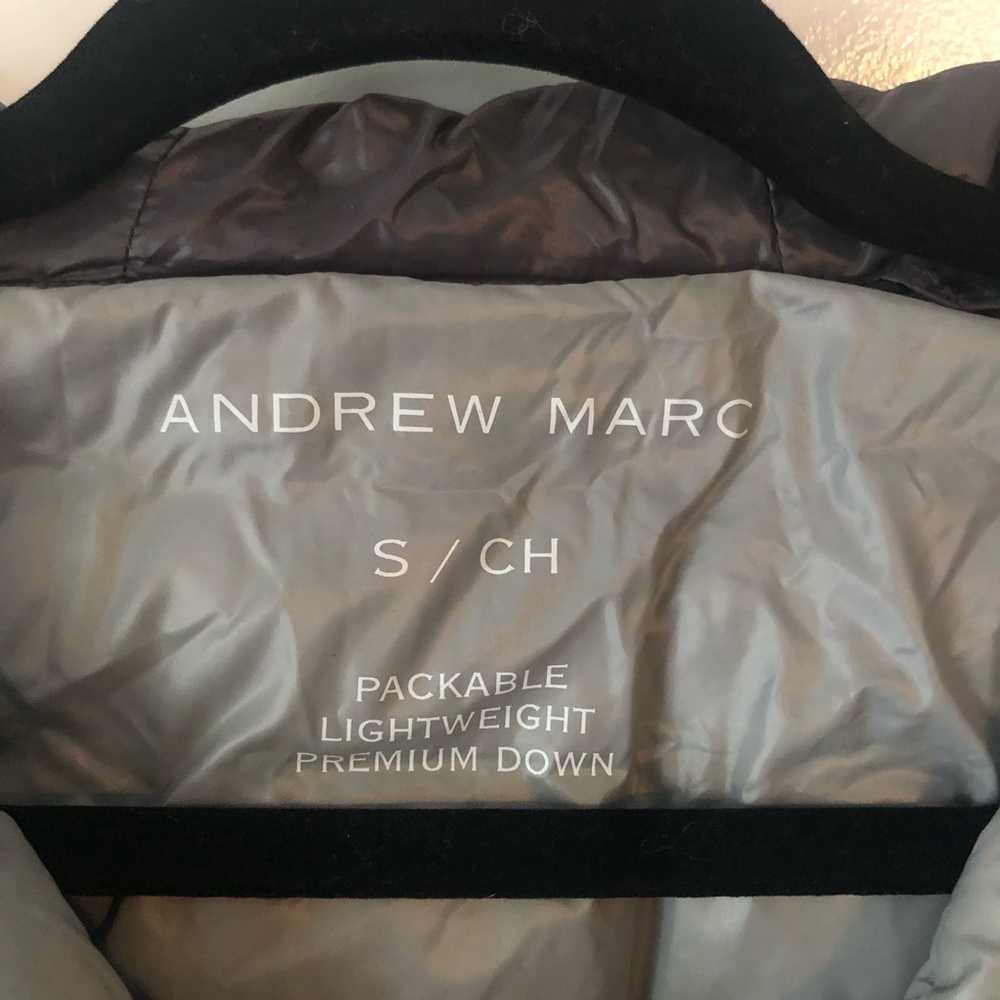 ANDREW MARC
S / CH
PACKABLE
LIGHTWEIGHT
PREMIUM DOWN